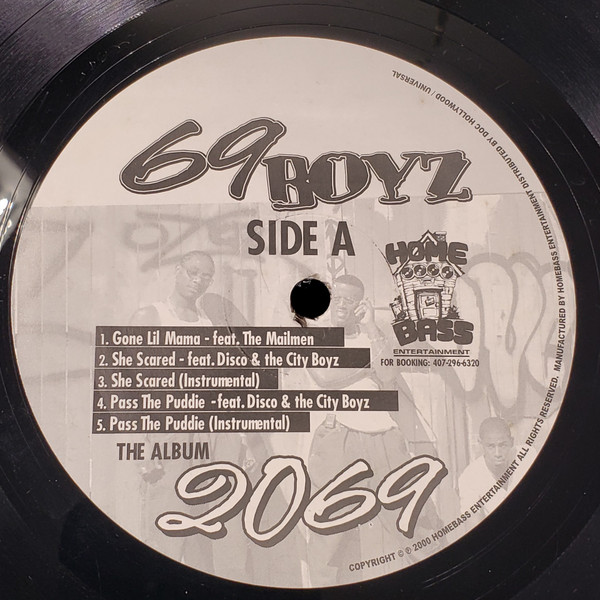 69 BOYZ
SIDE A
HOME
BASS
ENTERTAINMENT
FOR BOOKING: 407-296-6320
1. Gone Lil Mama - feat. The Mailmen
2. She Scared - feat. Disco & the City Boyz
3. She Scared (Instrumental)
4. Pass The Puddie -feat. Disco & the City Boyz
5. Pass The Puddie (Instrumental)
THE ALBUM
2069
COPYRIGHT © ℗ 2000 HOMEBASS ENTERTAINMENT ALL RIGHTS RESERVED. MANUFACTURED BY HOMEBASS ENTERTAINMENT DISTRIBUTED BY DOC HOLLYWOOD / UNIVERSAL